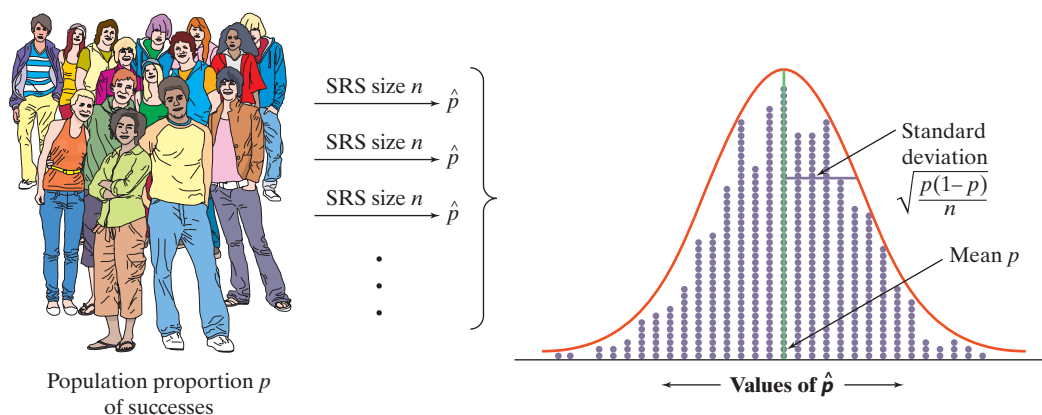 SRS size n
p̂
SRS size n
p̂
SRS size n
p̂
Population proportion p
of successes
Standard
deviation
√p(1–p)/n
Mean p
Values of p̂